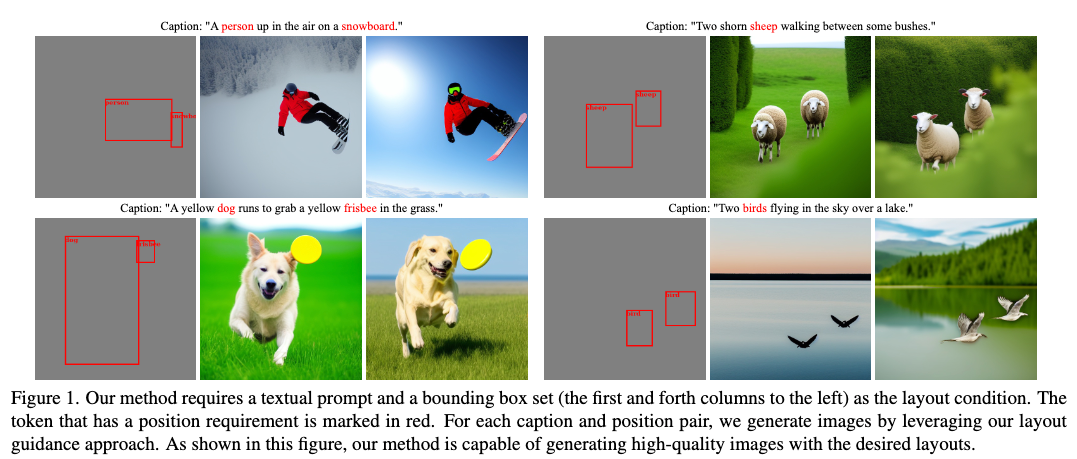 Caption: "A person up in the air on a snowboard."
Caption: "Two shorn sheep walking between some bushes."
person
sheep
sheep
Caption: "A yellow dog runs to grab a yellow frisbee in the grass."
Caption: "Two birds flying in the sky over a lake."
dog
frisbee
bird
bird
Figure 1. Our method requires a textual prompt and a bounding box set (the first and forth columns to the left) as the layout condition. The
token that has a position requirement is marked in red. For each caption and position pair, we generate images by leveraging our layout
guidance approach. As shown in this figure, our method is capable of generating high-quality images with the desired layouts.